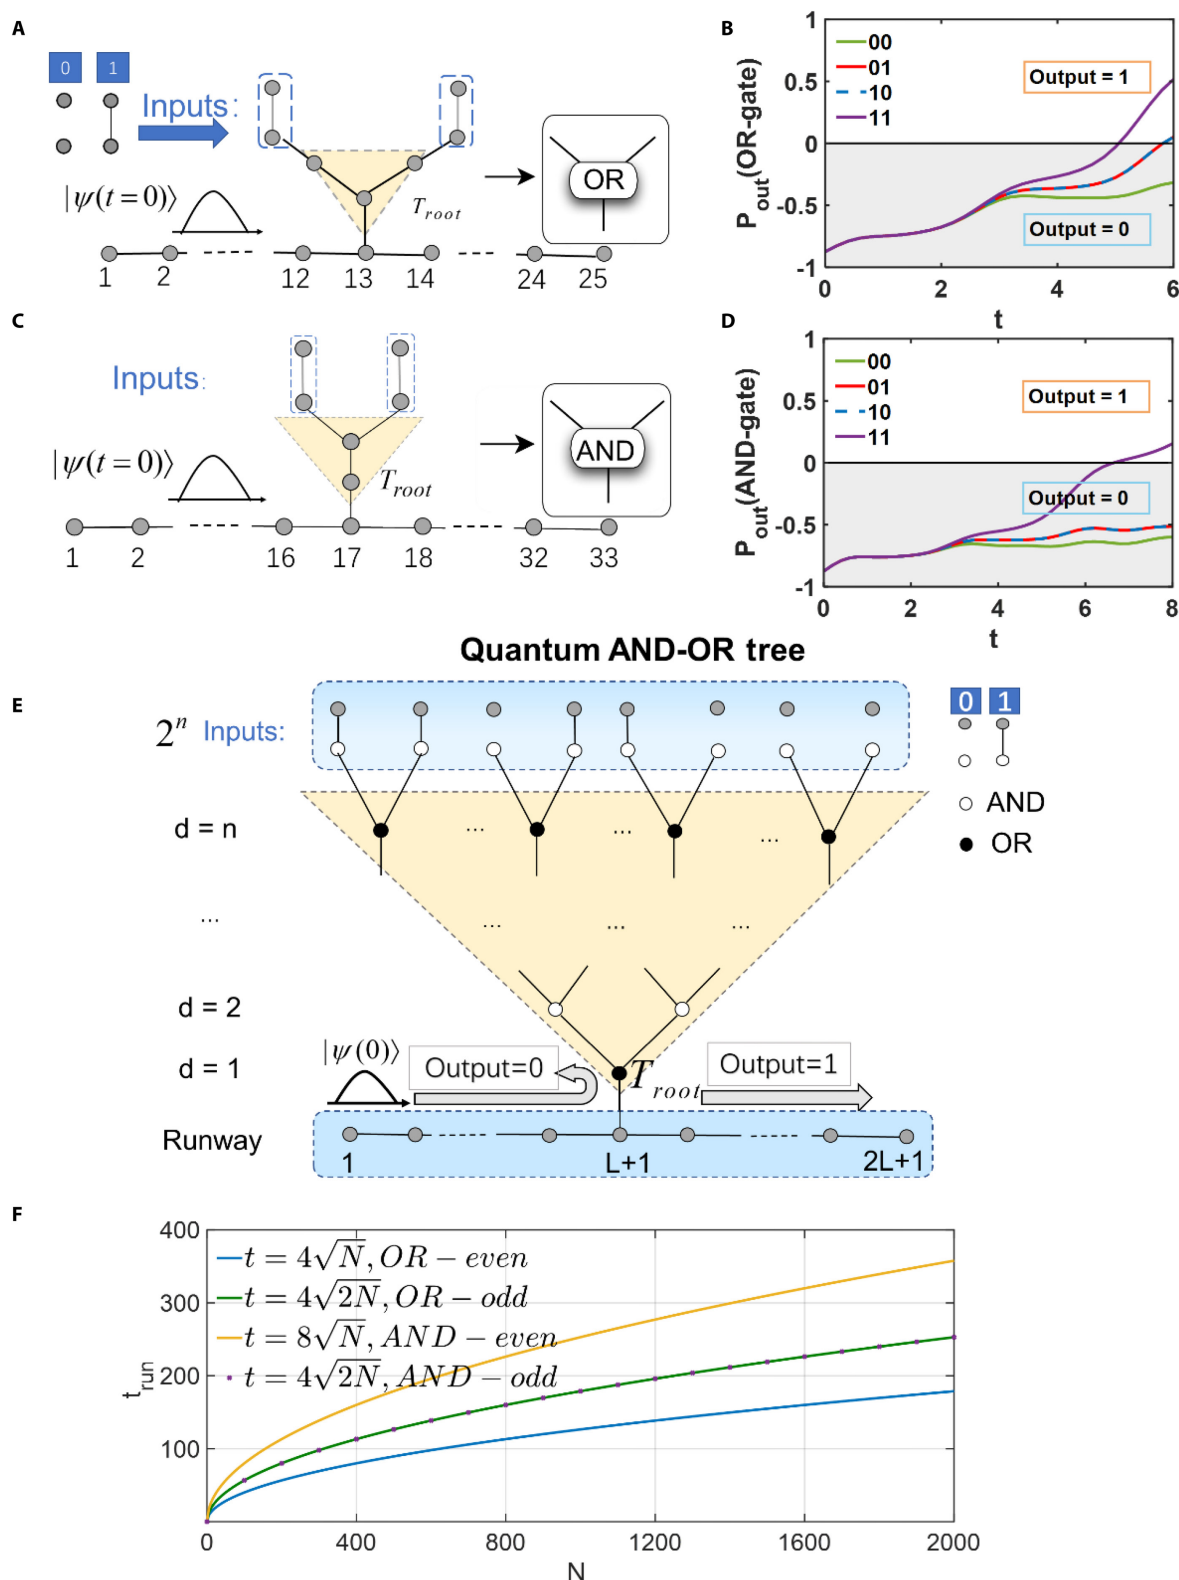 A
0 1
Inputs:
|ψ(t=0)⟩
T_root
OR
1 2 12 13 14 24 25
B
P_out(OR-gate)
1
0.5
0
-0.5
-1
00
01
10
11
Output = 1
Output = 0
0 2 4 6
t
C
Inputs:
|ψ(t=0)⟩
T_root
AND
1 2 16 17 18 32 33
D
P_out(AND-gate)
1
0.5
0
-0.5
-1
00
01
10
11
Output = 1
Output = 0
0 2 4 6 8
t
Quantum AND-OR tree
E
2^n Inputs:
0 1
AND
OR
d = n
... ... ...
...
... ... ...
d = 2
d = 1
|ψ(0)⟩
Output=0
T_root
Output=1
Runway
1 L+1 2L+1
F
t_run
400
300
200
100
t = 4√N, OR − even
t = 4√2N, OR − odd
t = 8√N, AND − even
t = 4√2N, AND − odd
0 400 800 1200 1600 2000
N